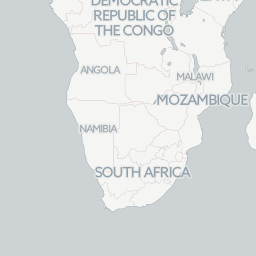 DEMOCRATIC
REPUBLIC OF
THE CONGO
ANGOLA
MALAWI
MOZAMBIQUE
NAMIBIA
SOUTH AFRICA